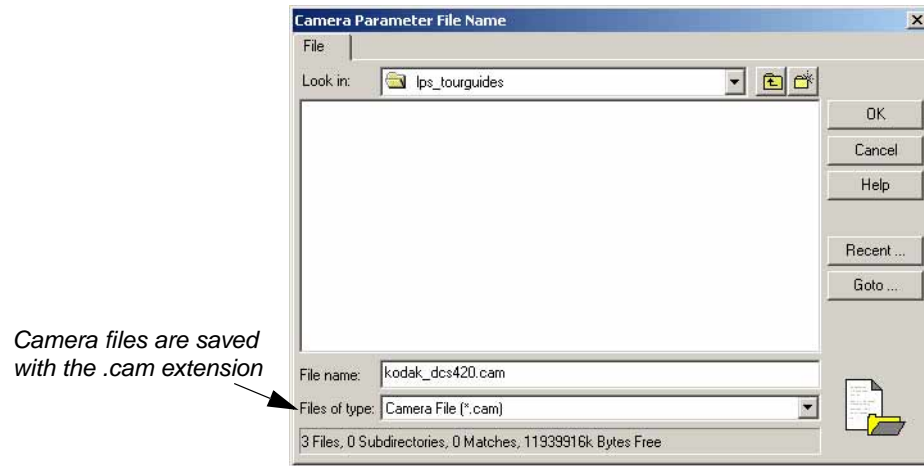 Camera Parameter File Name
File
Look in:
lps_tourguides
OK
Cancel
Help
Recent ...
Goto ...
Camera files are saved
with the .cam extension
File name:
kodak_dcs420.cam
Files of type:
Camera File (*.cam)
3 Files, 0 Subdirectories, 0 Matches, 11939916k Bytes Free